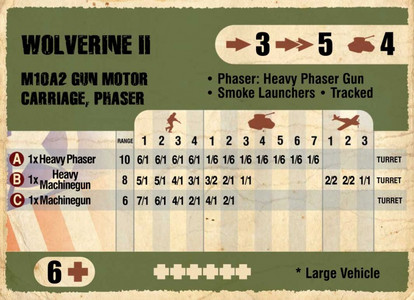 WOLVERINE II
3 5 4
M10A2 GUN MOTOR
CARRIAGE, PHASER
• Phaser: Heavy Phaser Gun
• Smoke Launchers • Tracked
RANGE 1 2 3 4 1 2 3 4 5 6 7 1 2 3
A 1x Heavy Phaser 10 6/1 6/1 6/1 6/1 1/6 1/6 1/6 1/6 1/6 1/6 1/6 TURRET
B 1x Heavy Machinegun 8 5/1 5/1 4/1 3/1 3/2 2/1 1/1 2/2 2/2 1/1 TURRET
C 1x Machinegun 6 7/1 5/1 4/1 2/1 4/1 2/1 TURRET
6
* Large Vehicle